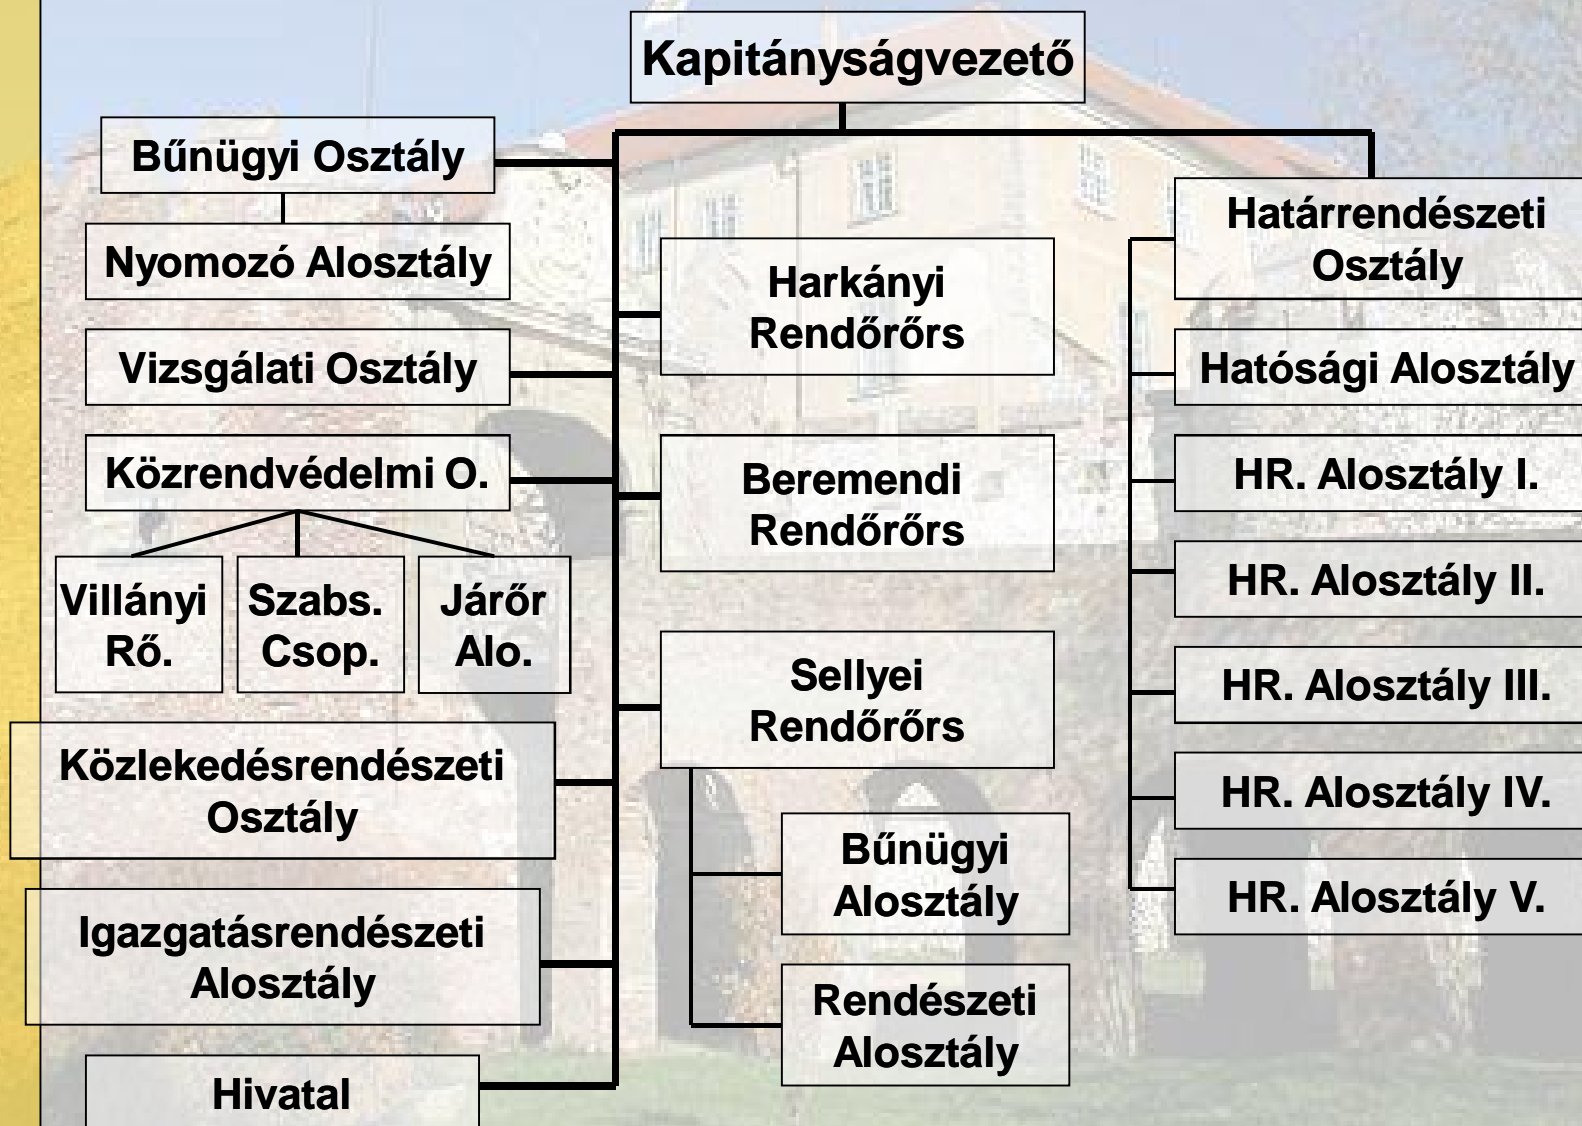 Kapitányságvezető
Bűnügyi Osztály
Nyomozó Alosztály
Vizsgálati Osztály
Közrendvédelmi O.
Villányi
Rő.
Szabs.
Csop.
Járőr
Alo.
Közlekedésrendészeti
Osztály
Igazgatásrendészeti
Alosztály
Hivatal
Harkányi
Rendőrőrs
Beremendi
Rendőrőrs
Sellyei
Rendőrőrs
Bűnügyi
Alosztály
Rendészeti
Alosztály
Határrendészeti
Osztály
Hatósági Alosztály
HR. Alosztály I.
HR. Alosztály II.
HR. Alosztály III.
HR. Alosztály IV.
HR. Alosztály V.